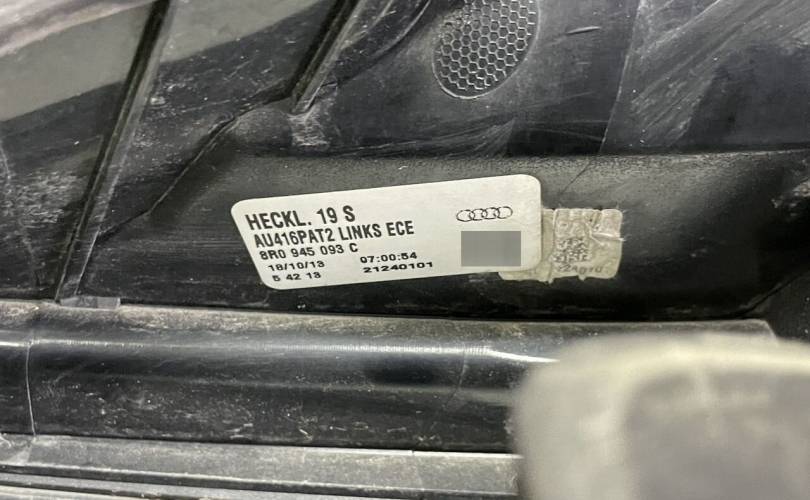 HECKL. 19 S
AU416PAT2 LINKS ECE
8R0 945 093 C
18/10/13 07:00:54
5 42 13 21240101